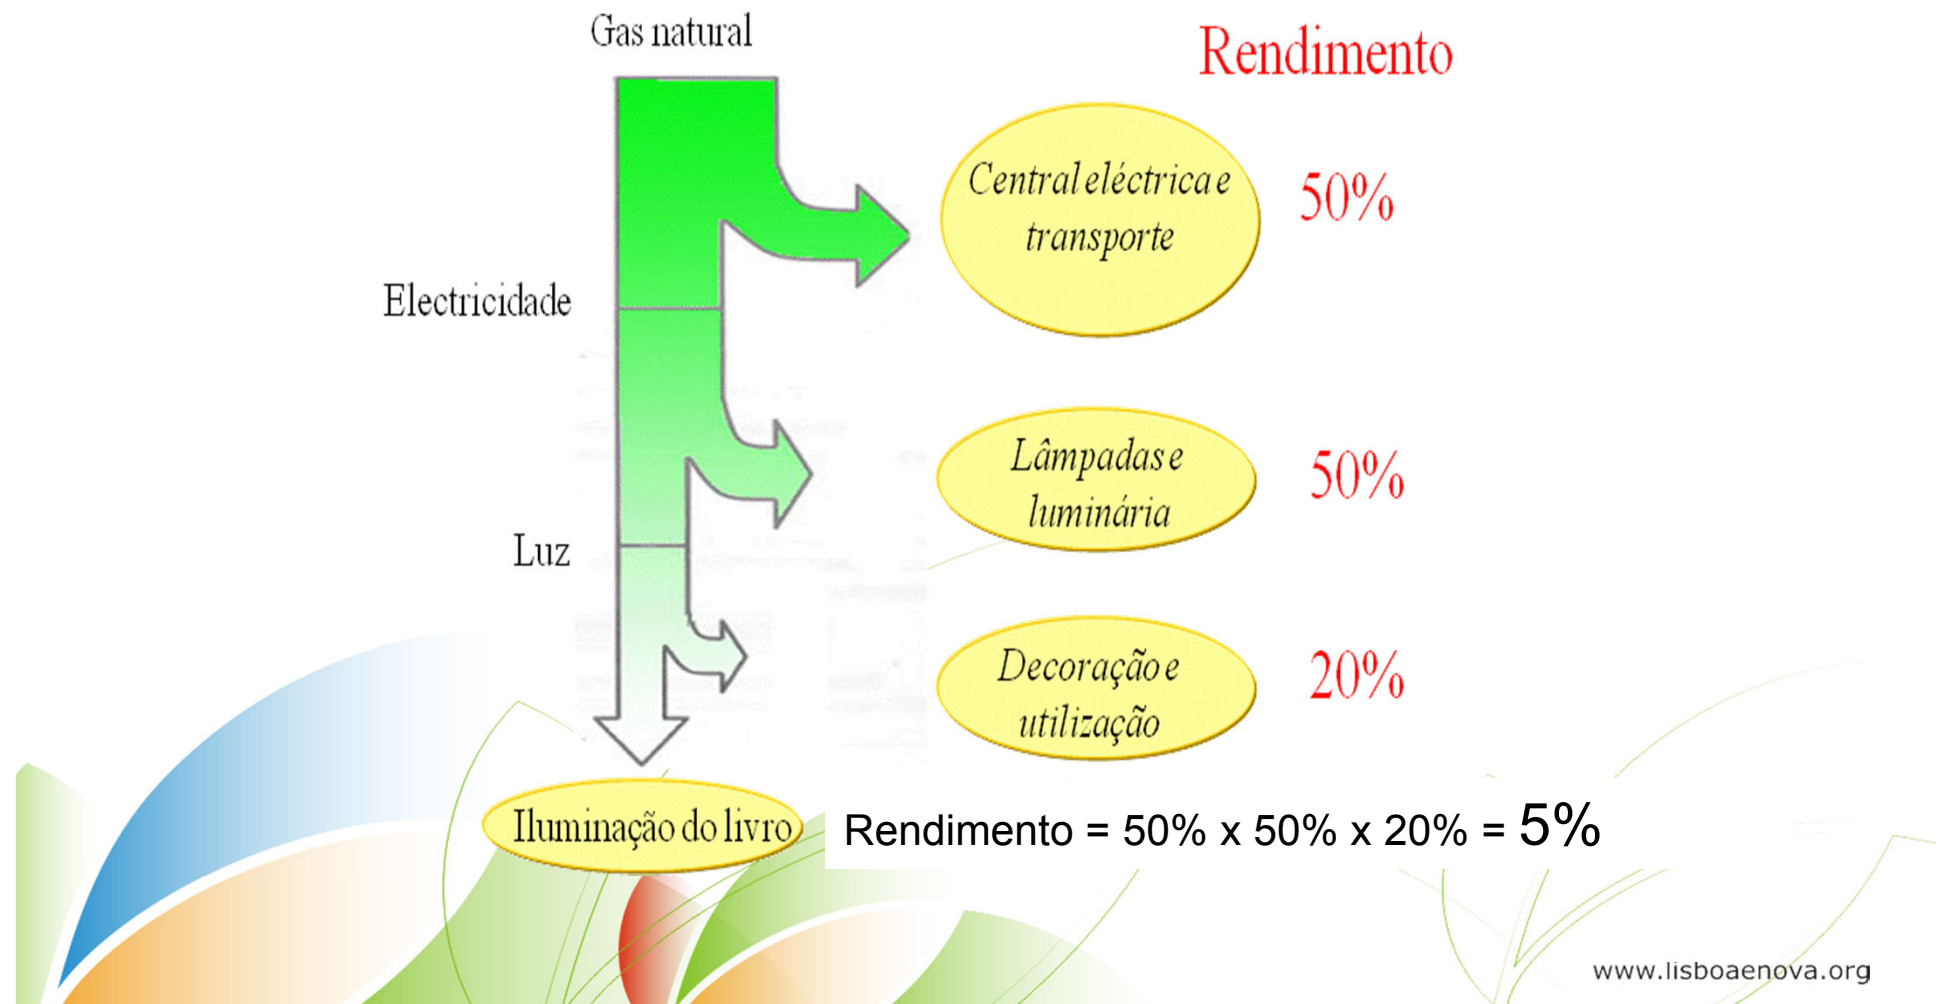 Gas natural
Rendimento
Central eléctrica e
transporte
50%
Electricidade
Lâmpadas e
luminária
50%
Luz
Decoração e
utilização
20%
Iluminação do livro
Rendimento = 50% x 50% x 20% = 5%
www.lisboaenova.org